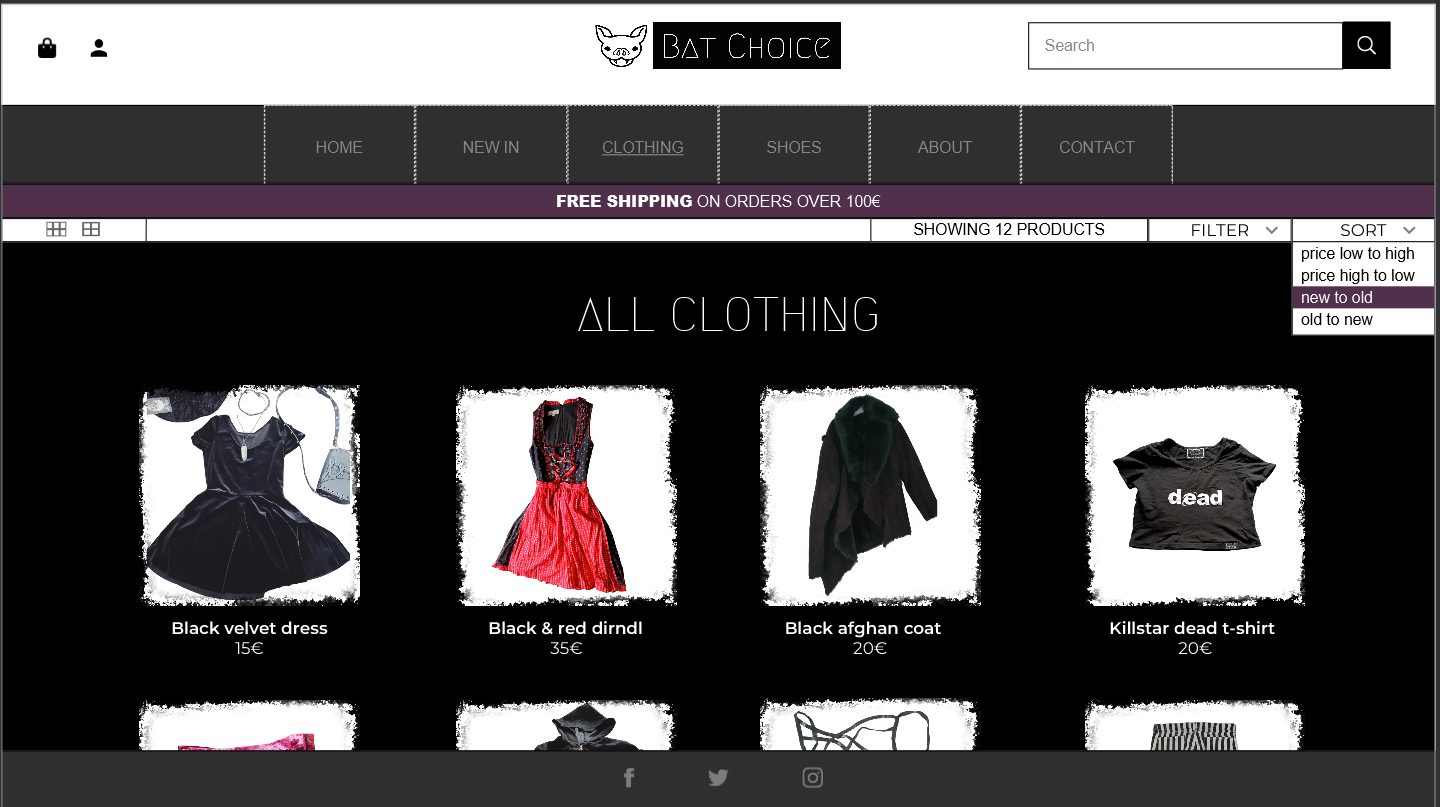 Bat Choice
Search
HOME
NEW IN
CLOTHING
SHOES
ABOUT
CONTACT
FREE SHIPPING ON ORDERS OVER 100€
SHOWING 12 PRODUCTS
FILTER
SORT
price low to high
price high to low
new to old
old to new
ALL CLOTHING
dead
Black velvet dress
15€
Black & red dirndl
35€
Black afghan coat
20€
Killstar dead t-shirt
20€